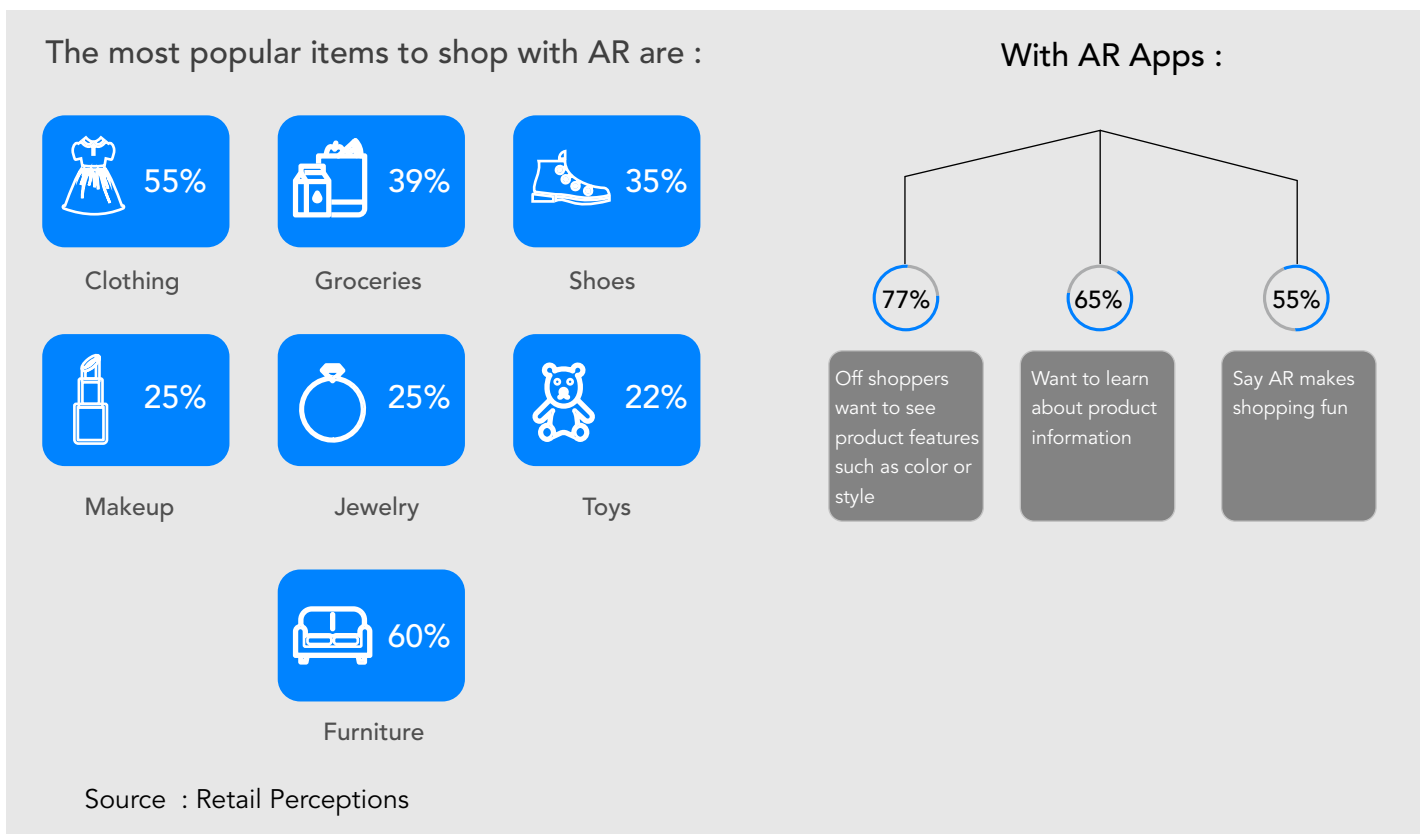 The most popular items to shop with AR are :
55%
39%
35%
Clothing
Groceries
Shoes
25%
25%
22%
Makeup
Jewelry
Toys
60%
Furniture
Source : Retail Perceptions
With AR Apps :
77%
65%
55%
Off shoppers
want to see
product features
such as color or
style
Want to learn
about product
information
Say AR makes
shopping fun